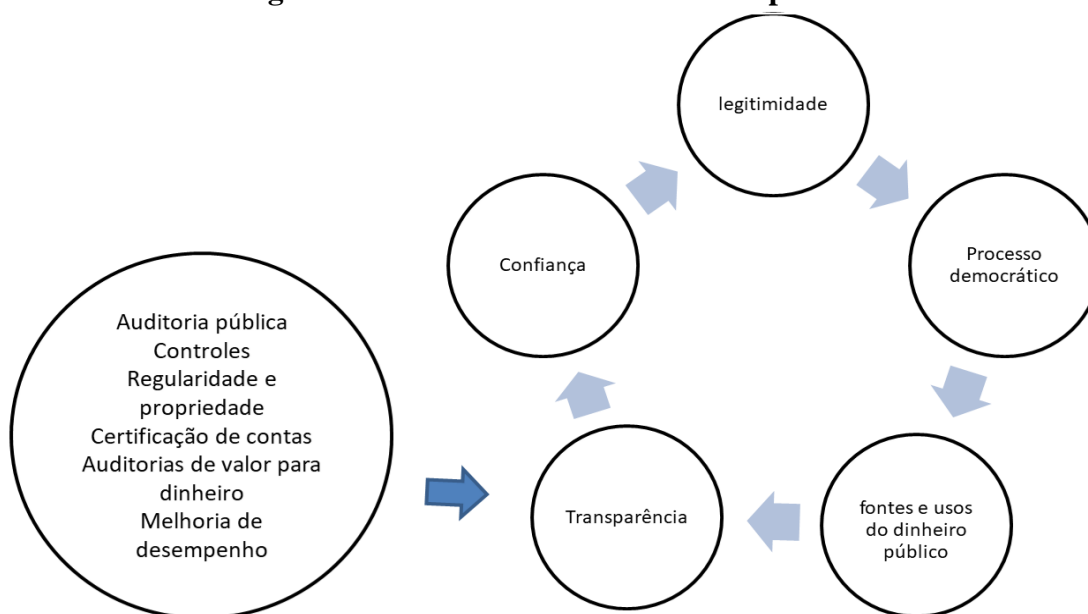 legitimidade
Confiança
Processo
democrático
Auditoria pública
Controles
Regularidade e
propriedade
Certificação de contas
Auditorias de valor para
dinheiro
Melhoria de
desempenho
Transparência
fontes e usos
do dinheiro
público